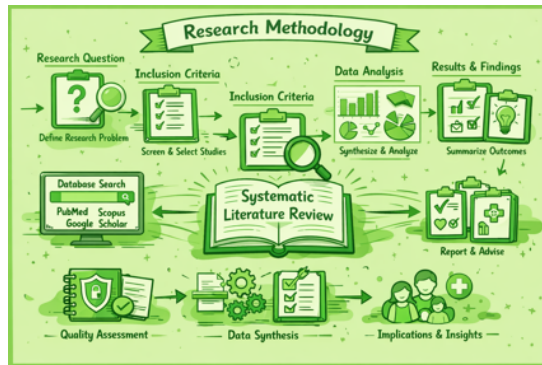 Research Methodology
Research Question
Define Research Problem
Inclusion Criteria
Screen & Select Studies
Inclusion Criteria
Data Analysis
Synthesize & Analyze
Results & Findings
Summarize Outcomes
Database Search
PubMed Scopus
Google Scholar
Systematic
Literature Review
Report & Advise
Quality Assessment
Data Synthesis
Implications & Insights